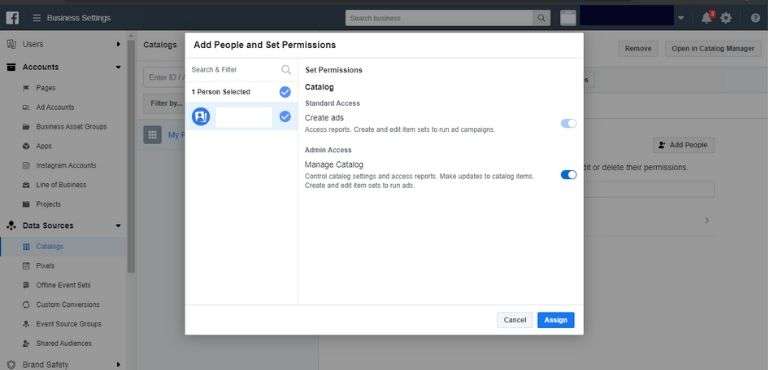 Business Settings
Search business
Users
Accounts
Pages
Ad Accounts
Business Asset Groups
Apps
Instagram Accounts
Line of Business
Projects
Data Sources
Catalogs
Pixels
Offline Event Sets
Custom Conversions
Event Source Groups
Shared Audiences
Brand Safety
Catalogs
Enter ID /
Filter by...
My
Remove
Open in Catalog Manager
Add People
or delete their permissions.
Add People and Set Permissions
Search & Filter
1 Person Selected
Set Permissions
Catalog
Standard Access
Create ads
Access reports. Create and edit item sets to run ad campaigns.
Admin Access
Manage Catalog
Control catalog settings and access reports. Make updates to catalog items.
Create and edit item sets to run ads.
Cancel
Assign